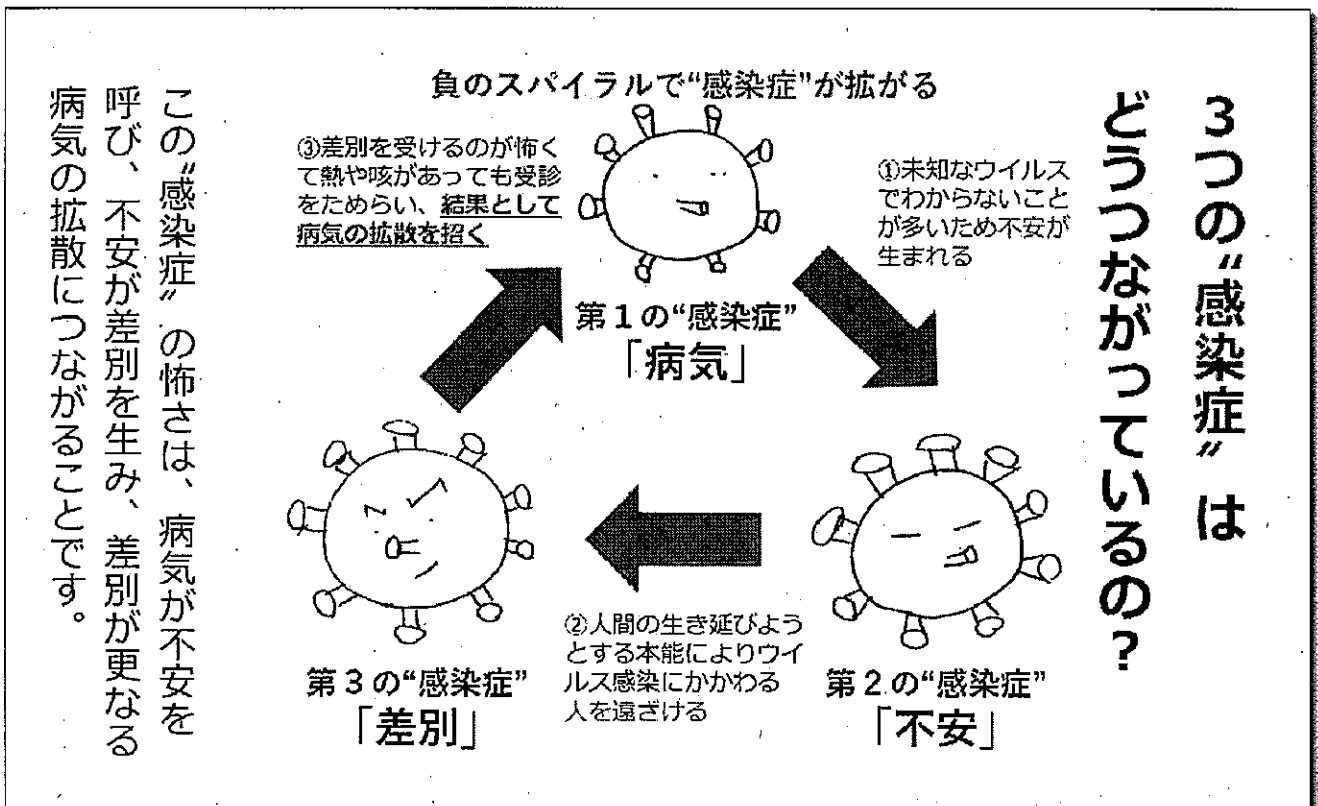 3つの“感染症”は
どうつながっているの?
負のスパイラルで“感染症”が拡がる
①未知なウイルス
でわからないこと
が多いため不安が
生まれる
第1の“感染症”
「病気」
③差別を受けるのが怖く
て熱や咳があっても受診
をためらい、結果として
病気の拡散を招く
第2の“感染症”
「不安」
②人間の生き延びよう
とする本能によりウイ
ルス感染にかかわる
人を遠ざける
第3の“感染症”
「差別」
この“感染症”の怖さは、病気が不安を
呼び、不安が差別を生み、差別が更なる
病気の拡散につながることです。